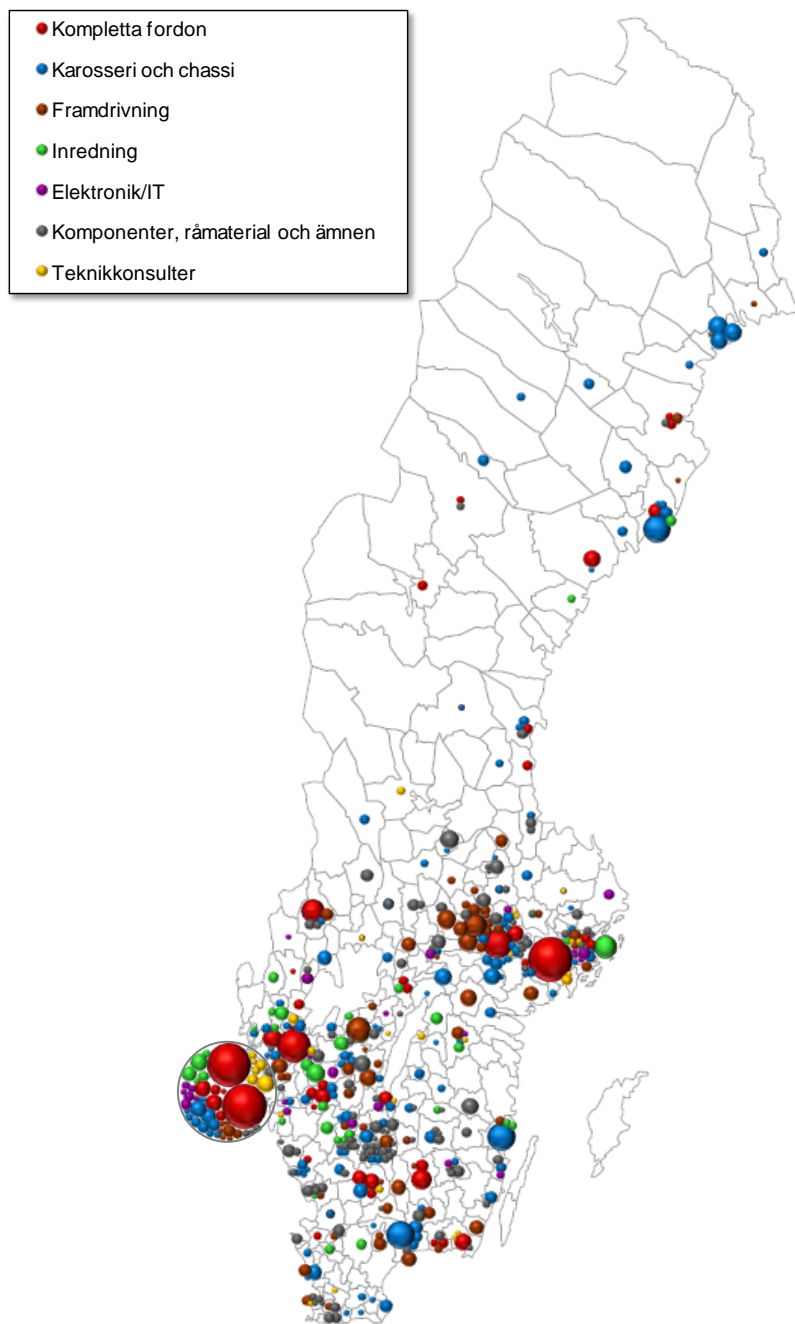 Kompletta fordon
Karosseri och chassi
Framdrivning
Inredning
Elektronik/IT
Komponenter, råmaterial och ämnen
Teknikkonsulter